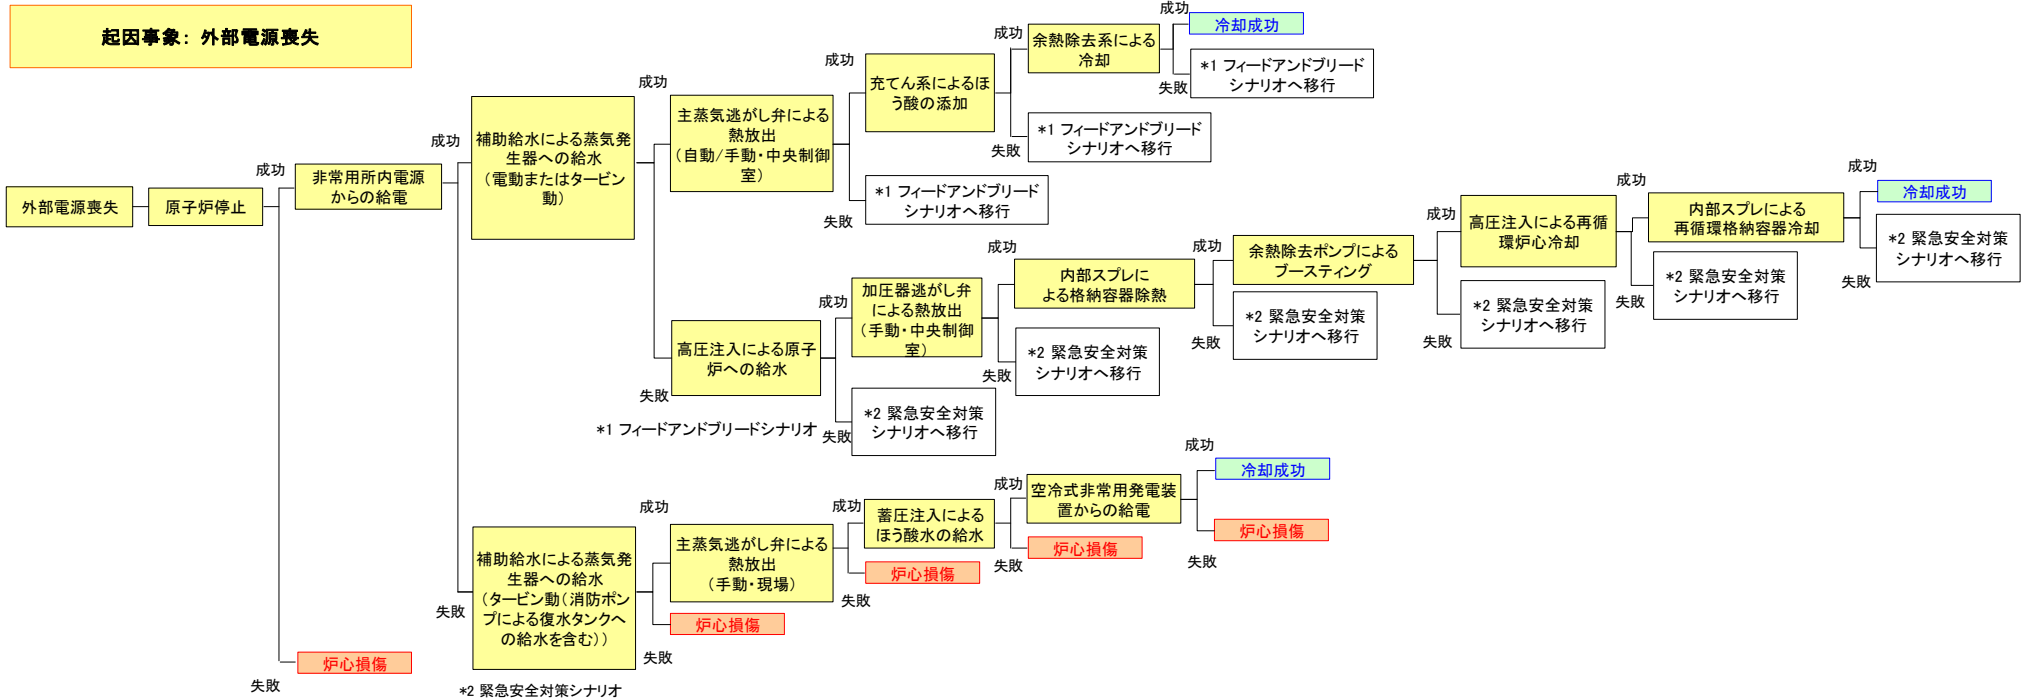 起因事象： 外部電源喪失
外部電源喪失
原子炉停止
成功
失敗
炉心損傷
非常用所内電源
からの給電
成功
失敗
補助給水による蒸気発
生器への給水
（電動またはタービン
動）
成功
失敗
主蒸気逃がし弁による
熱放出
（自動/手動・中央制御
室）
成功
失敗
*1 フィードアンドブリード
シナリオへ移行
充てん系によるほ
う酸の添加
成功
失敗
*1 フィードアンドブリード
シナリオへ移行
余熱除去系による
冷却
成功
冷却成功
失敗
*1 フィードアンドブリード
シナリオへ移行
高圧注入による原子
炉への給水
*1 フィードアンドブリードシナリオ
成功
失敗
*2 緊急安全対策
シナリオへ移行
加圧器逃がし弁
による熱放出
（手動・中央制御
室）
成功
失敗
*2 緊急安全対策
シナリオへ移行
内部スプレに
よる格納容器除熱
成功
失敗
*2 緊急安全対策
シナリオへ移行
余熱除去ポンプによる
ブースティング
成功
失敗
*2 緊急安全対策
シナリオへ移行
高圧注入による再循
環炉心冷却
成功
失敗
*2 緊急安全対策
シナリオへ移行
内部スプレによる
再循環格納容器冷却
成功
冷却成功
失敗
*2 緊急安全対策
シナリオへ移行
補助給水による蒸気発
生器への給水
（タービン動（消防ポン
プによる復水タンクへ
の給水を含む））
*2 緊急安全対策シナリオ
成功
失敗
炉心損傷
主蒸気逃がし弁による
熱放出
（手動・現場）
成功
失敗
炉心損傷
蓄圧注入による
ほう酸水の給水
成功
失敗
炉心損傷
空冷式非常用発電装
置からの給電
成功
冷却成功
失敗
炉心損傷